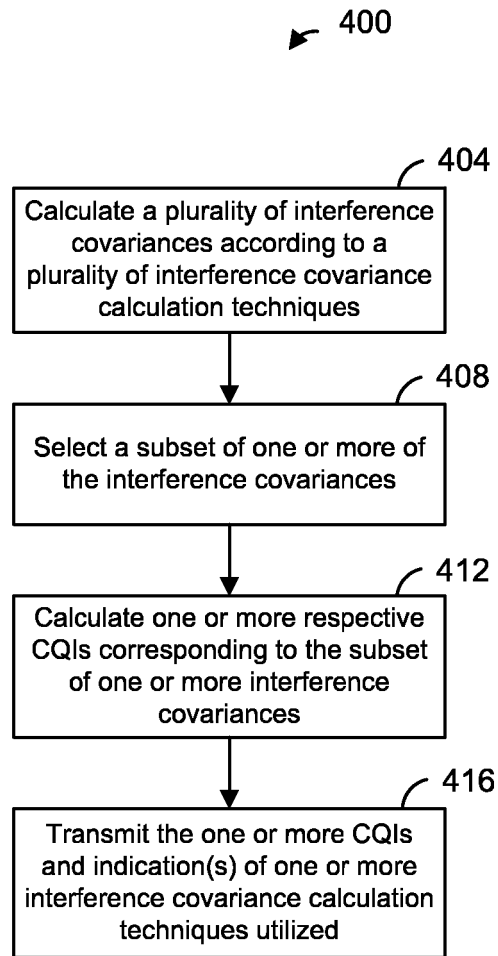 400
404
Calculate a plurality of interference
covariances according to a
plurality of interference covariance
calculation techniques
408
Select a subset of one or more of
the interference covariances
412
Calculate one or more respective
CQIs corresponding to the subset
of one or more interference
covariances
416
Transmit the one or more CQIs
and indication(s) of one or more
interference covariance calculation
techniques utilized